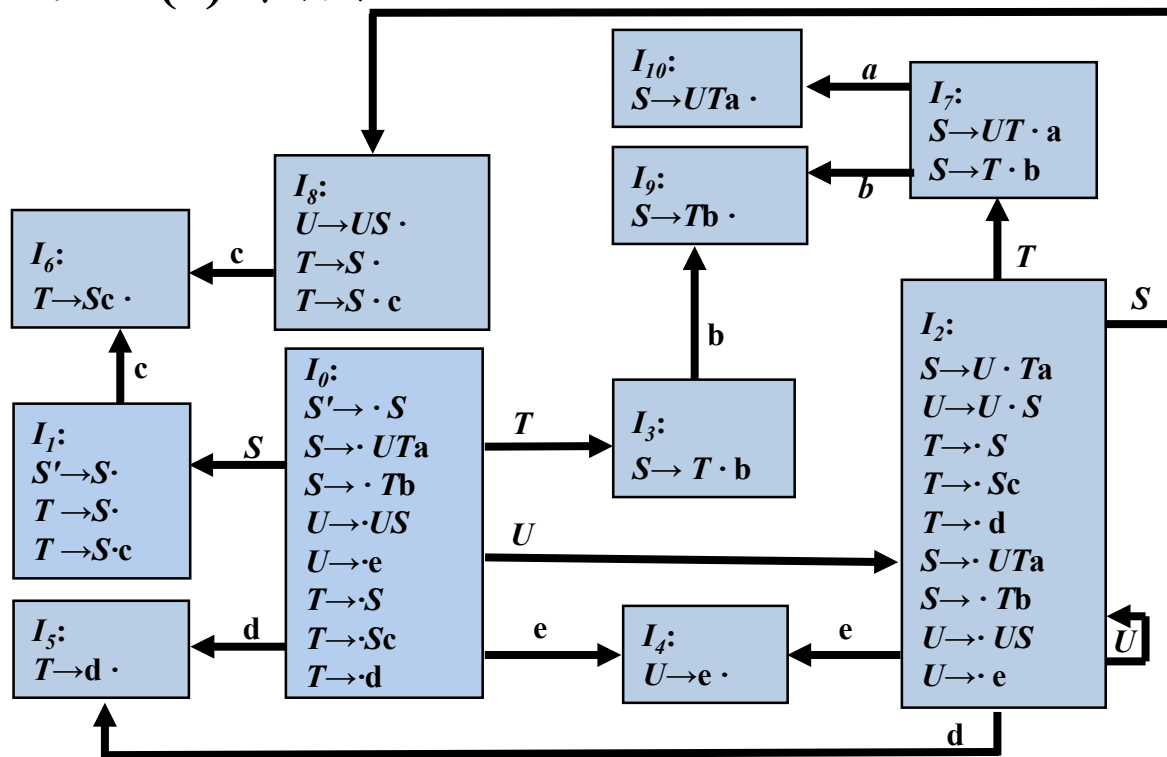 I₁₀:
S→UTa ·
a
I₇:
S→UT · a
S→T · b
I₉:
S→Tb ·
b
I₈:
U→US ·
T→S ·
T→S · c
I₆:
T→Sc ·
c
T
S
I₂:
S→U · Ta
U→U · S
T→· S
T→· Sc
T→· d
S→· UTa
S→ · Tb
U→· US
U→· e
c
b
I₀:
S'→ · S
S→· UTa
S→ · Tb
U→·US
U→·e
T→·S
T→·Sc
T→·d
I₁:
S'→S·
T →S·
T →S·c
S
T
I₃:
S→ T · b
U
I₅:
T→d ·
d
e
I₄:
U→e ·
e
U
d